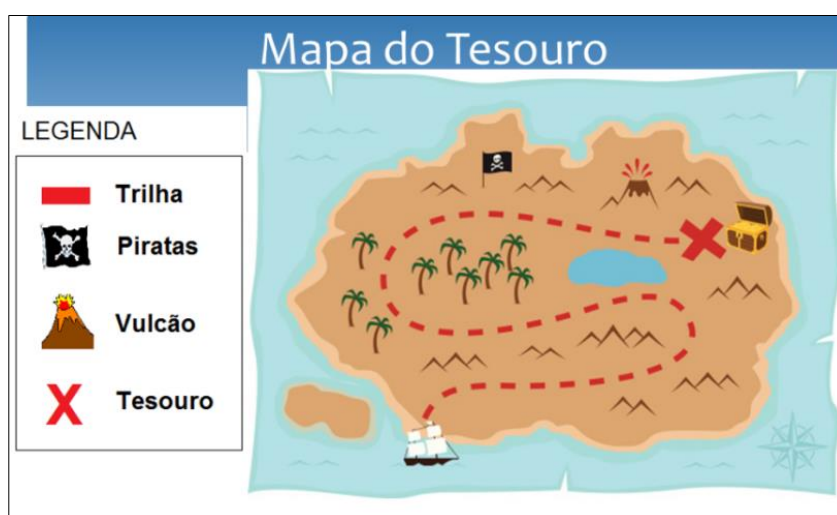 Mapa do Tesouro
LEGENDA
Trilha
Piratas
Vulcão
X Tesouro